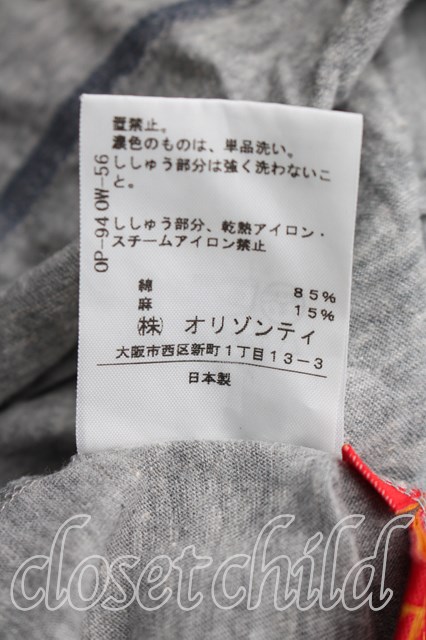 置禁止。
濃色のものは、単品洗い。
ししゅう部分は強く洗わないこ
と。
ししゅう部分、乾熱アイロン・
スチームアイロン禁止
OP-940W-56
綿 85%
麻 15%
㈱ オリゾンティ
大阪市西区新町1丁目13-3
日本製
closet child